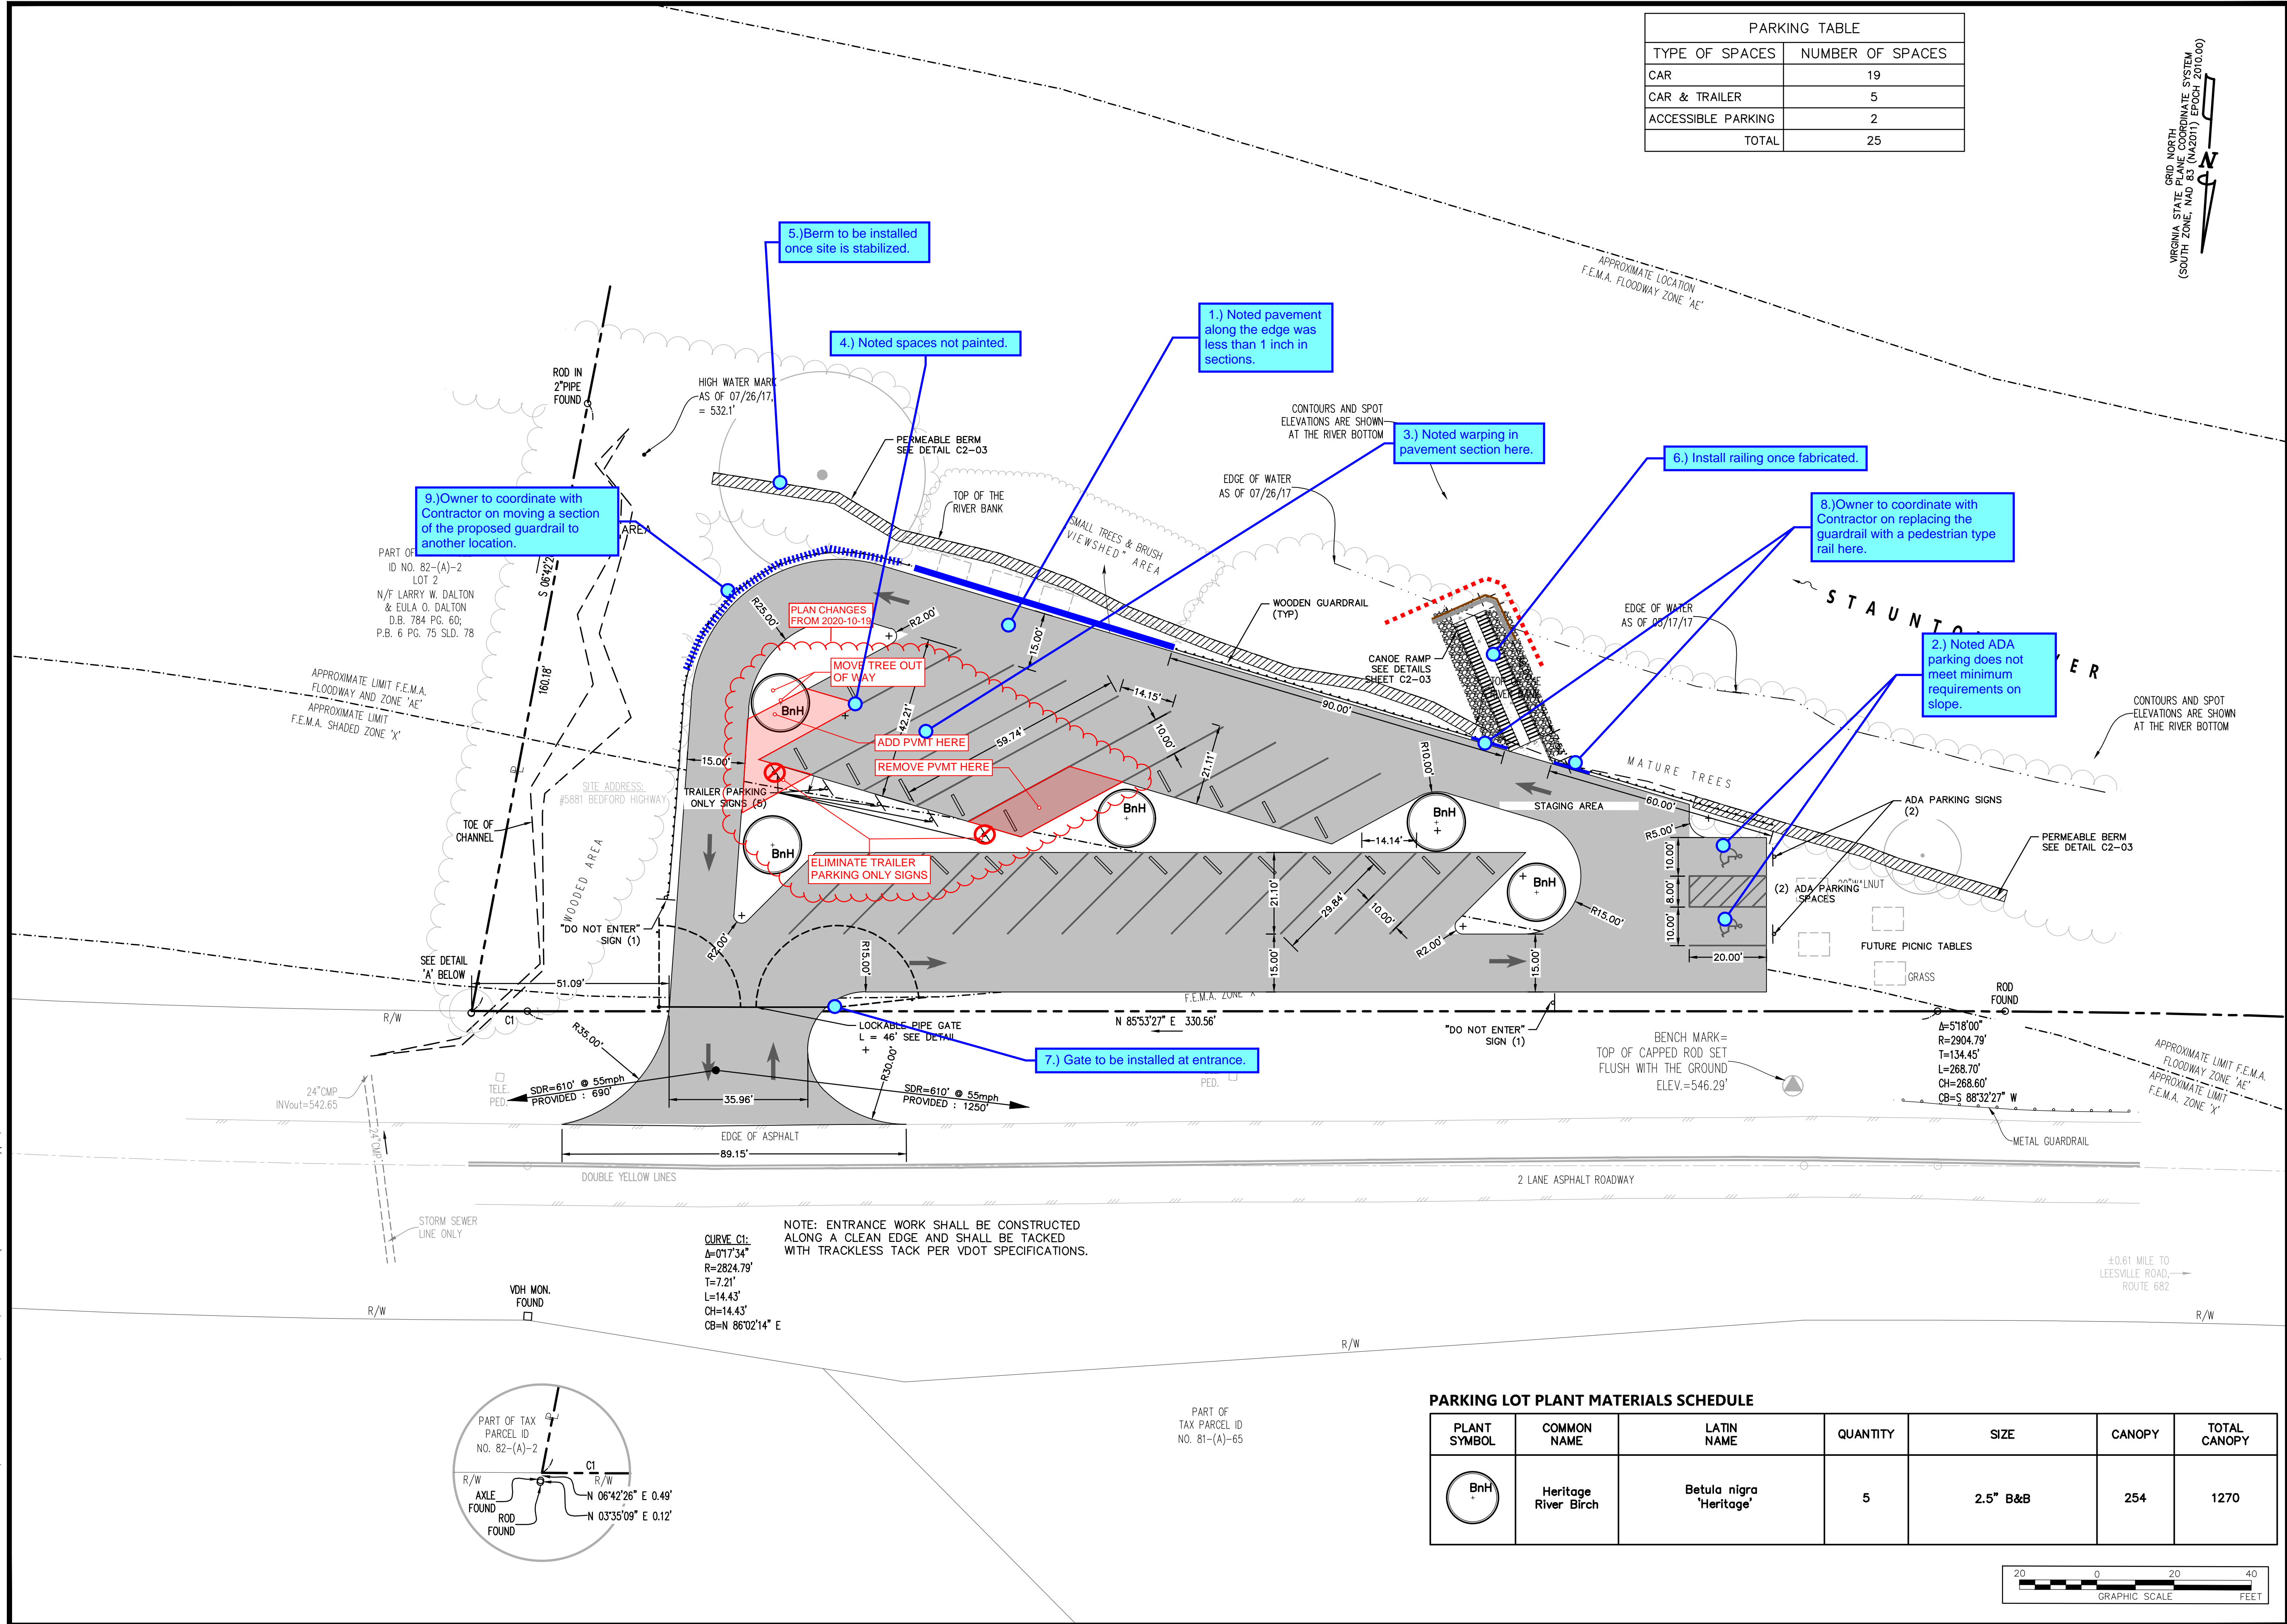 PARKING TABLE
TYPE OF SPACES NUMBER OF SPACES
CAR 19
CAR & TRAILER 5
ACCESSIBLE PARKING 2
TOTAL 25
GRID NORTH
VIRGINIA STATE PLANE COORDINATE SYSTEM
(SOUTH ZONE, NAD 83 (NA2011) EPOCH 2010.00)
N
5.)Berm to be installed
once site is stabilized.
APPROXIMATE LOCATION
F.E.M.A. FLOODWAY ZONE 'AE'
1.) Noted pavement
along the edge was
less than 1 inch in
sections.
4.) Noted spaces not painted.
ROD IN
2"PIPE
FOUND
HIGH WATER MARK
AS OF 07/26/17,
= 532.1'
PERMEABLE BERM
SEE DETAIL C2-03
CONTOURS AND SPOT
ELEVATIONS ARE SHOWN
AT THE RIVER BOTTOM
3.) Noted warping in
pavement section here.
6.) Install railing once fabricated.
EDGE OF WATER
AS OF 07/26/17
9.)Owner to coordinate with
Contractor on moving a section
of the proposed guardrail to
another location.
AREA
TOP OF THE
RIVER BANK
SMALL TREES & BRUSH
"VIEWSHED" AREA
8.)Owner to coordinate with
Contractor on replacing the
guardrail with a pedestrian type
rail here.
PART OF
ID NO. 82-(A)-2
LOT 2
N/F LARRY W. DALTON
& EULA O. DALTON
D.B. 784 PG. 60;
P.B. 6 PG. 75 SLD. 78
S 06°42'2
160.18'
WOODEN GUARDRAIL
(TYP)
STAUNTO
ER
EDGE OF WATER
AS OF 05/17/17
2.) Noted ADA
parking does not
meet minimum
requirements on
slope.
PLAN CHANGES
FROM 2020-10-19
R25.00'
R2.00'
15.00'
MOVE TREE OUT
OF WAY
CANOE RAMP
SEE DETAILS
SHEET C2-03
APPROXIMATE LIMIT F.E.M.A.
FLOODWAY AND ZONE 'AE'
APPROXIMATE LIMIT
F.E.M.A. SHADED ZONE 'X'
BnH
42.21'
14.15'
90.00'
CONTOURS AND SPOT
ELEVATIONS ARE SHOWN
AT THE RIVER BOTTOM
ADD PVMT HERE
59.74'
10.00'
REMOVE PVMT HERE
15.00'
21.11'
R10.00'
MATURE TREES
SITE ADDRESS:
#5881 BEDFORD HIGHWAY
TRAILER PARKING
ONLY SIGNS (5)
BnH
BnH
STAGING AREA
60.00'
ADA PARKING SIGNS
(2)
TOE OF
CHANNEL
R5.00'
PERMEABLE BERM
SEE DETAIL C2-03
BnH
14.14'
10.00'
ELIMINATE TRAILER
PARKING ONLY SIGNS
WOODED AREA
21.10'
29.84'
10.00'
BnH
8.00'
(2) ADA PARKING
SPACES
R15.00'
10.00'
"DO NOT ENTER"
SIGN (1)
R2.00'
R15.00'
15.00'
R2.00'
15.00'
20.00'
FUTURE PICNIC TABLES
GRASS
SEE DETAIL
'A' BELOW
51.09'
R/W
C1
R35.00'
LOCKABLE PIPE GATE
L = 46' SEE DETAIL
N 85°53'27" E 330.56'
"DO NOT ENTER"
SIGN (1)
ROD
FOUND
Δ=5°18'00"
R=2904.79'
T=134.45'
L=268.70'
CH=268.60'
CB=S 88°32'27" W
7.) Gate to be installed at entrance.
BENCH MARK=
TOP OF CAPPED ROD SET
FLUSH WITH THE GROUND
ELEV.=546.29'
APPROXIMATE LIMIT F.E.M.A.
FLOODWAY ZONE 'AE'
APPROXIMATE LIMIT
F.E.M.A. ZONE 'X'
24"CMP
INVout=542.65
TELE.
PED.
SDR=610' @ 55mph
PROVIDED : 690'
35.96'
R30.00'
SDR=610' @ 55mph
PROVIDED : 1250'
PED.
24"CMP
EDGE OF ASPHALT
METAL GUARDRAIL
89.15'
DOUBLE YELLOW LINES
2 LANE ASPHALT ROADWAY
STORM SEWER
LINE ONLY
NOTE: ENTRANCE WORK SHALL BE CONSTRUCTED
ALONG A CLEAN EDGE AND SHALL BE TACKED
WITH TRACKLESS TACK PER VDOT SPECIFICATIONS.
CURVE C1:
Δ=0°17'34"
R=2824.79'
T=7.21'
L=14.43'
CH=14.43'
CB=N 86°02'14" E
±0.61 MILE TO
LEESVILLE ROAD,
ROUTE 682
VDH MON.
FOUND
R/W
R/W
R/W
PART OF TAX
PARCEL ID
NO. 82-(A)-2
C1
R/W
R/W
AXLE
FOUND
ROD
FOUND
N 06°42'26" E 0.49'
N 03°35'09" E 0.12'
PART OF
TAX PARCEL ID
NO. 81-(A)-65
PARKING LOT PLANT MATERIALS SCHEDULE
PLANT SYMBOL COMMON NAME LATIN NAME QUANTITY SIZE CANOPY TOTAL CANOPY
BnH Heritage River Birch Betula nigra 'Heritage' 5 2.5" B&B 254 1270
20 0 20 40
GRAPHIC SCALE FEET